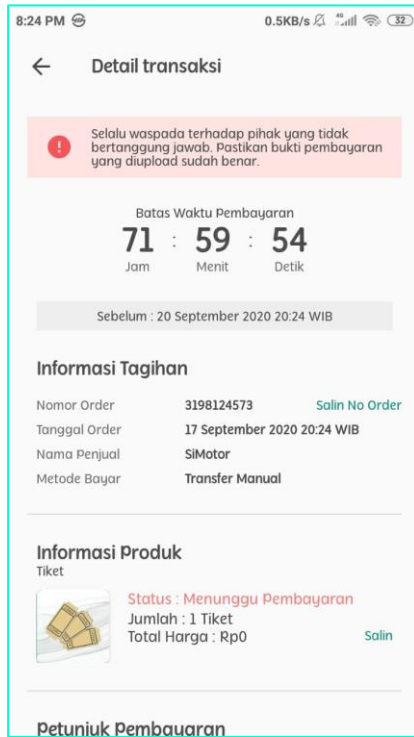 8:24 PM 0.5KB/s 4G 32
Detail transaksi
Selalu waspada terhadap pihak yang tidak
bertanggung jawab. Pastikan bukti pembayaran
yang diupload sudah benar.
Batas Waktu Pembayaran
71 : 59 : 54
Jam Menit Detik
Sebelum : 20 September 2020 20:24 WIB
Informasi Tagihan
Nomor Order 3198124573 Salin No Order
Tanggal Order 17 September 2020 20:24 WIB
Nama Penjual SiMotor
Metode Bayar Transfer Manual
Informasi Produk
Tiket
Status : Menunggu Pembayaran
Jumlah : 1 Tiket
Total Harga : Rp0 Salin
Petunjuk Pembayaran